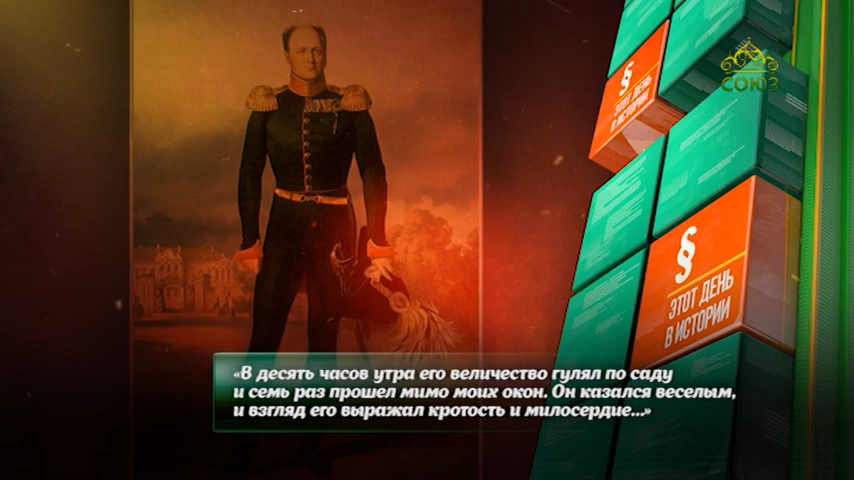 СОЮЗ
§
ЭТОТ ДЕНЬ
В ИСТОРИИ
§
ЭТОТ ДЕНЬ
В ИСТОРИИ
«В десять часов утра его величество гулял по саду
и семь раз прошел мимо моих окон. Он казался веселым,
и взгляд его выражал кротость и милосердие...»